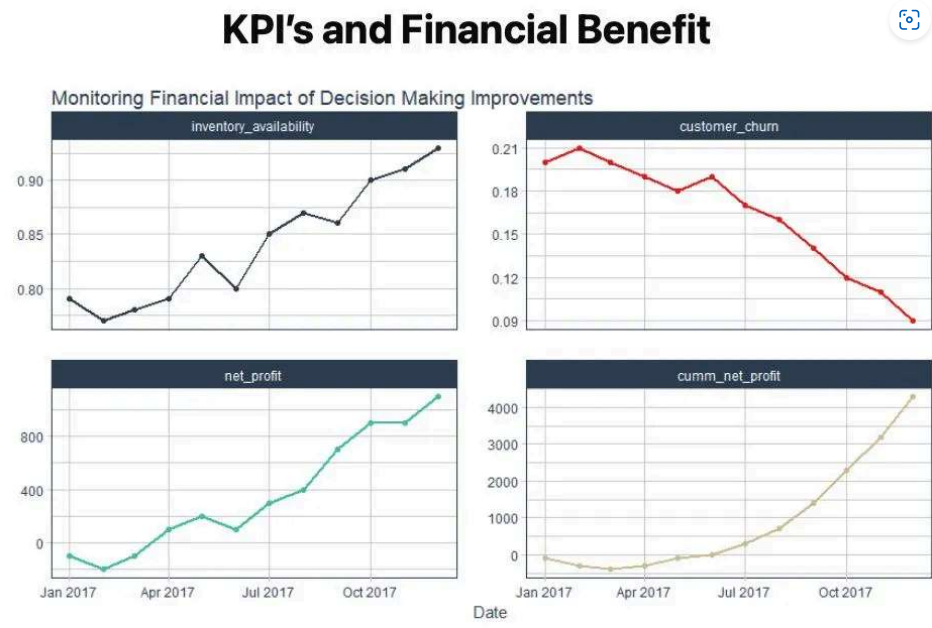 KPI’s and Financial Benefit
Monitoring Financial Impact of Decision Making Improvements
inventory_availability
0.90
0.85
0.80
customer_churn
0.21
0.18
0.15
0.12
0.09
net_profit
800
400
0
Jan 2017 Apr 2017 Jul 2017 Oct 2017
cumm_net_profit
4000
3000
2000
1000
0
Jan 2017 Apr 2017 Jul 2017 Oct 2017
Date